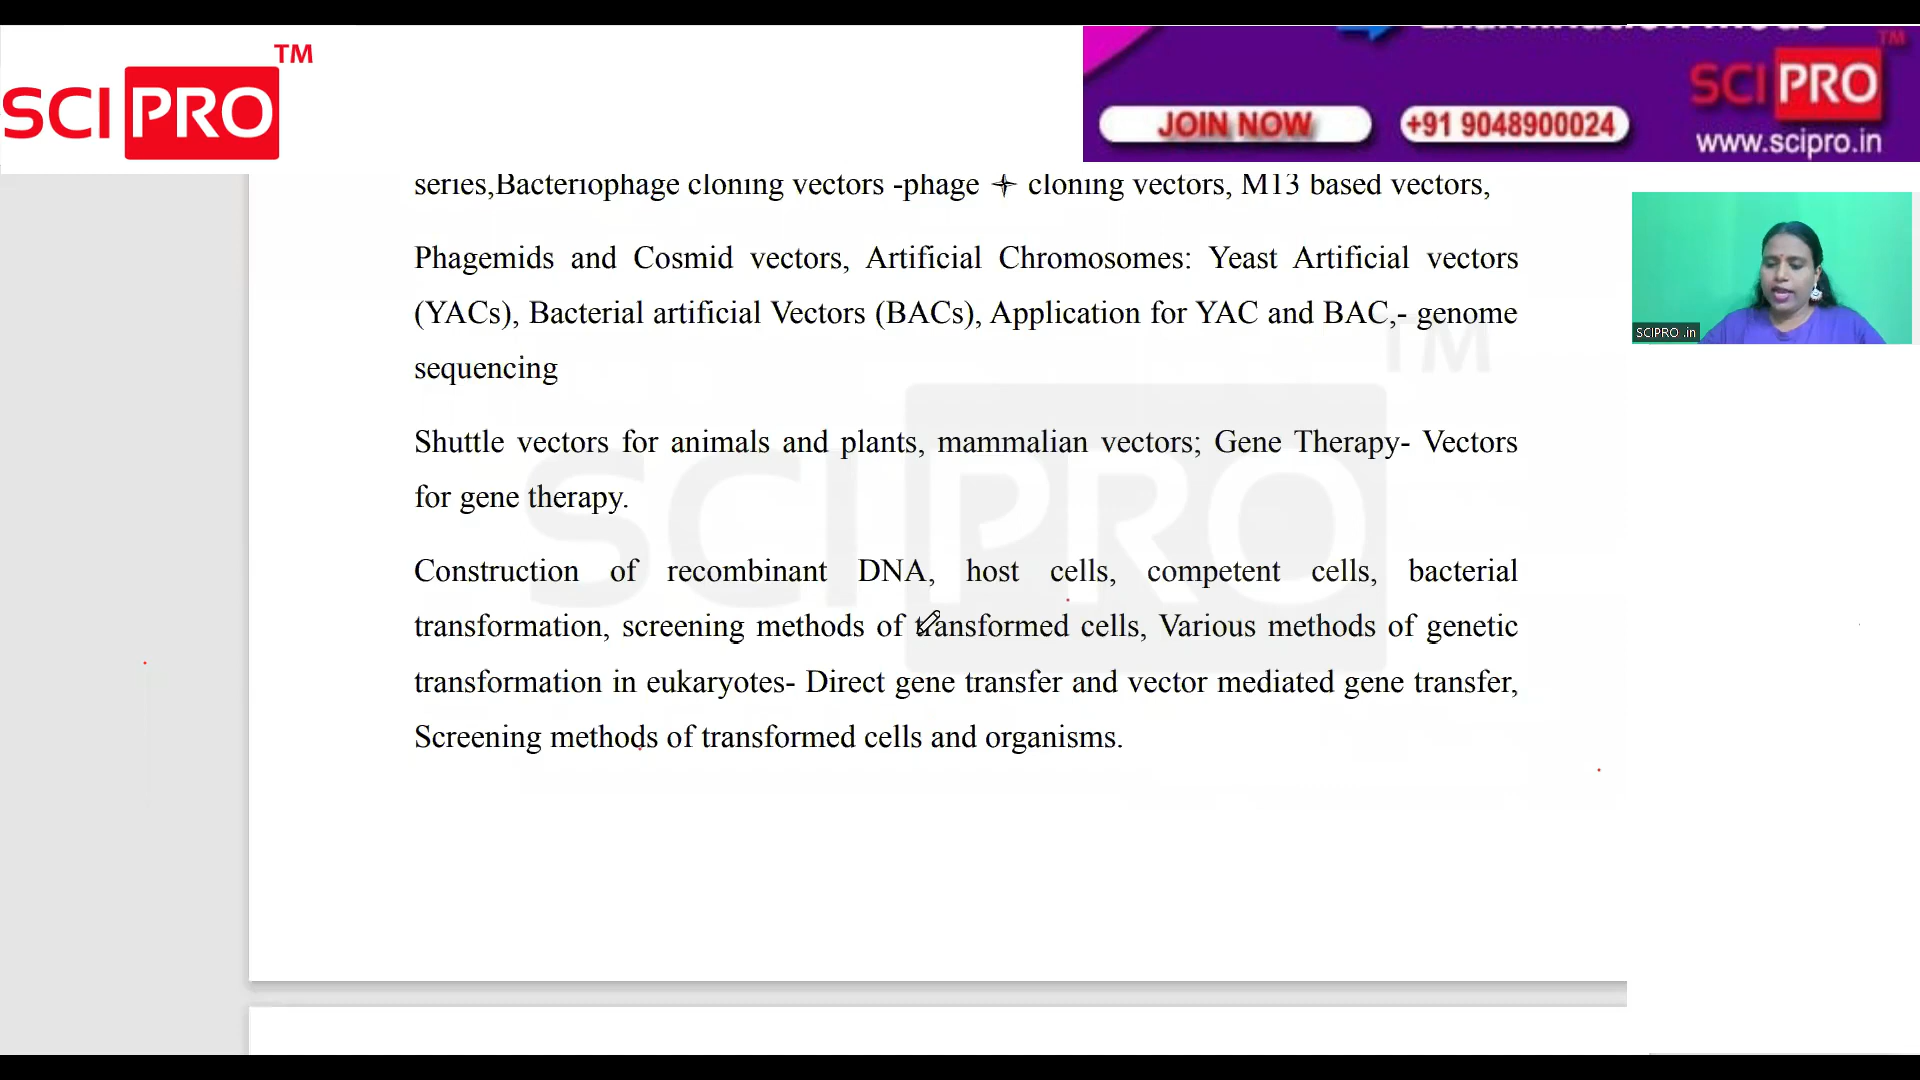 TM
SCI PRO
TM
SCI PRO
JOIN NOW
+91 9048900024
www.scipro.in
series,Bacteriophage cloning vectors -phage cloning vectors, M13 based vectors,
Phagemids and Cosmid vectors, Artificial Chromosomes: Yeast Artificial vectors
(YACs), Bacterial artificial Vectors (BACs), Application for YAC and BAC,- genome
sequencing
TM
Shuttle vectors for animals and plants, mammalian vectors; Gene Therapy- Vectors
for gene therapy.
SCI PRO
Construction of recombinant DNA, host cells, competent cells, bacterial
transformation, screening methods of transformed cells, Various methods of genetic
transformation in eukaryotes- Direct gene transfer and vector mediated gene transfer,
Screening methods of transformed cells and organisms.
SCIPRO .in